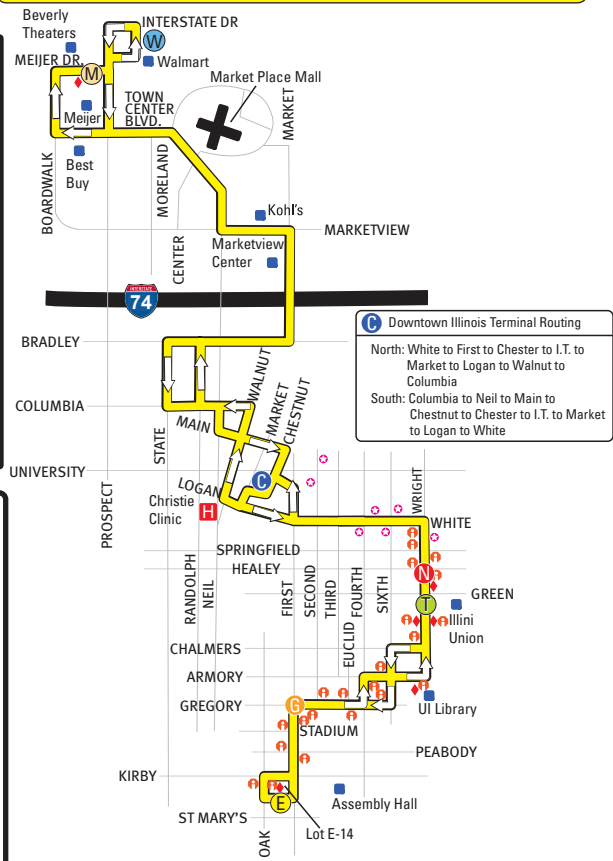 Beverly
Theaters
INTERSTATE DR
W
MEIJER DR.
M
Walmart
Market Place Mall
Meijer
TOWN
CENTER
BLVD.
MARKET
Best
Buy
BOARDWALK
MORELAND
CENTER
Kohl's
MARKETVIEW
Marketview
Center
INTERSTATE
74
C Downtown Illinois Terminal Routing
North: White to First to Chester to I.T. to
Market to Logan to Walnut to
Columbia
South: Columbia to Neil to Main to
Chestnut to Chester to I.T. to Market
to Logan to White
BRADLEY
WALNUT
MARKET
CHESTNUT
COLUMBIA
MAIN
STATE
UNIVERSITY
LOGAN
C
PROSPECT
Christie
Clinic
H
WRIGHT
WHITE
SPRINGFIELD
HEALEY
RANDOLPH
NEIL
FIRST
SECOND
THIRD
FOURTH
EUCLID
SIXTH
N
T
GREEN
Illini
Union
CHALMERS
ARMORY
GREGORY
G
UI Library
STADIUM
PEABODY
KIRBY
E
Assembly Hall
ST MARY'S
Lot E-14
OAK